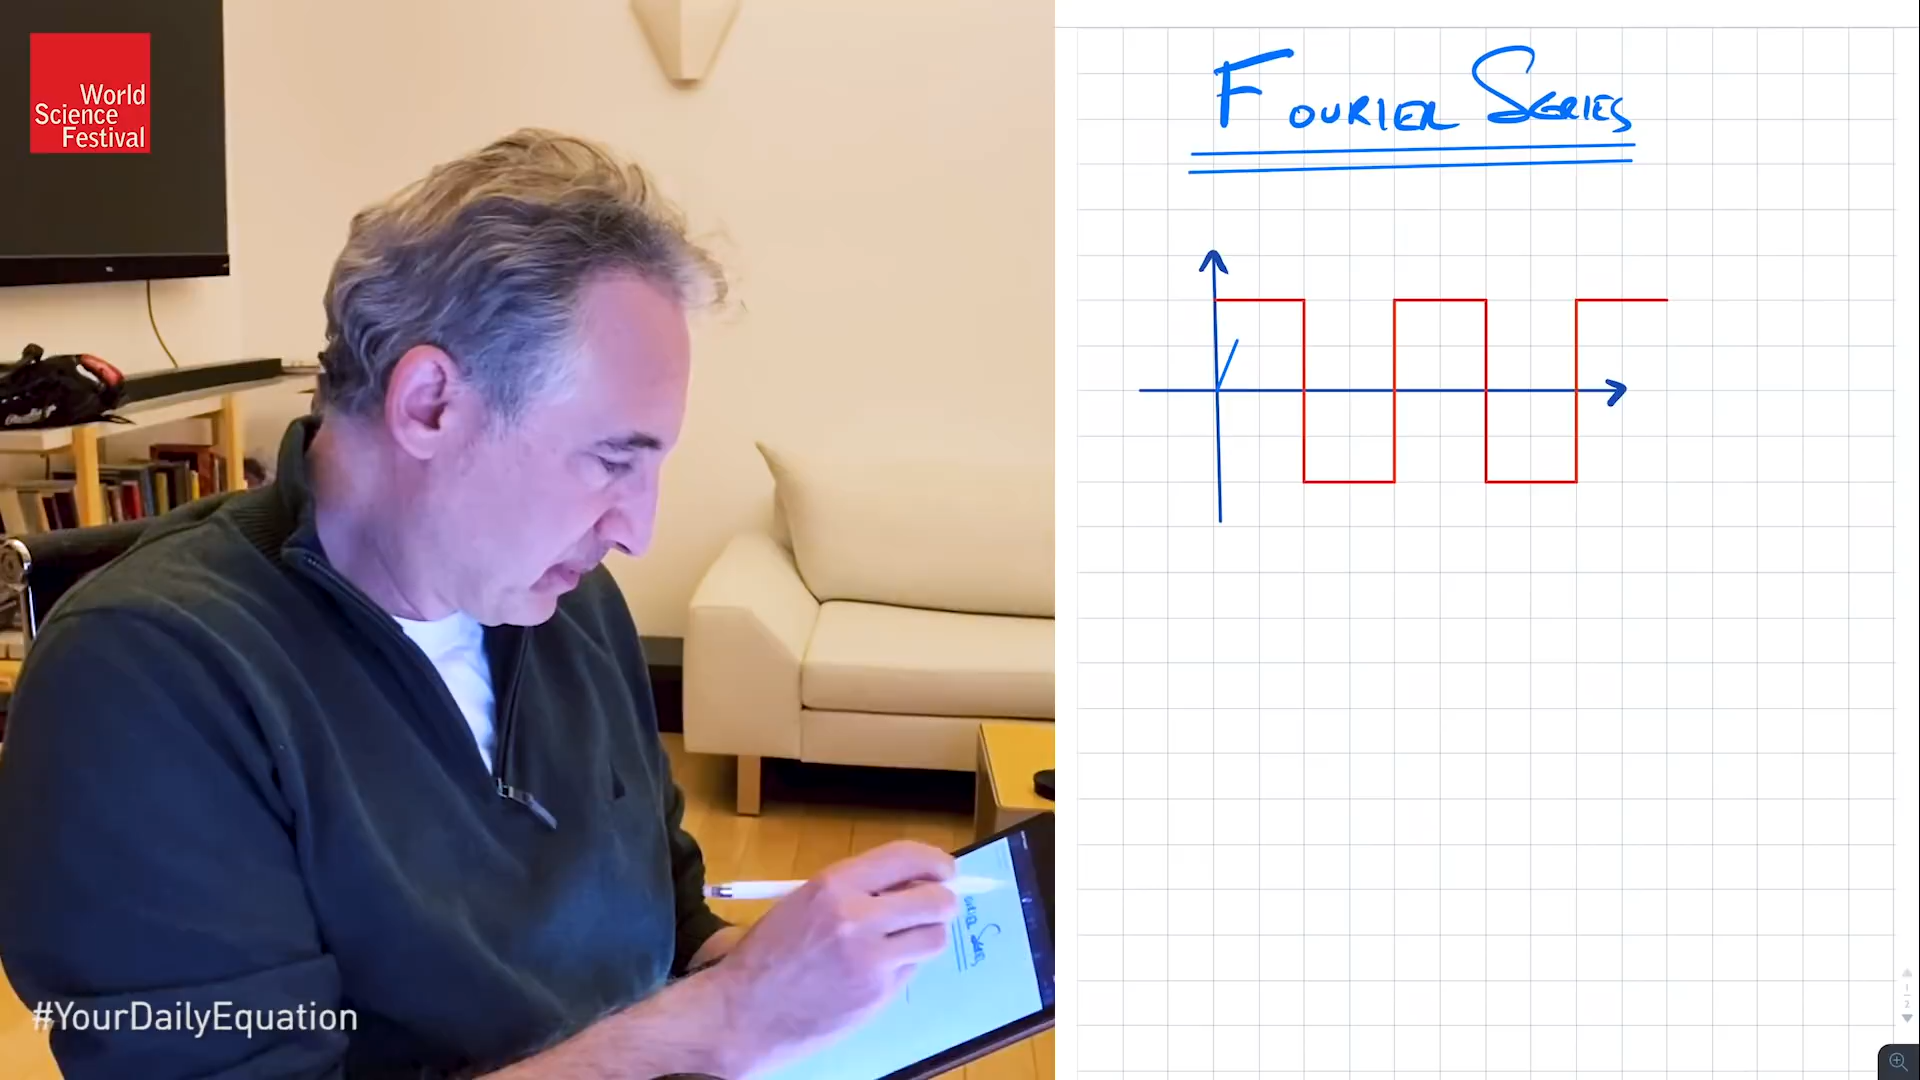 World
Science
Festival
FOURIER SERIES
#YourDailyEquation